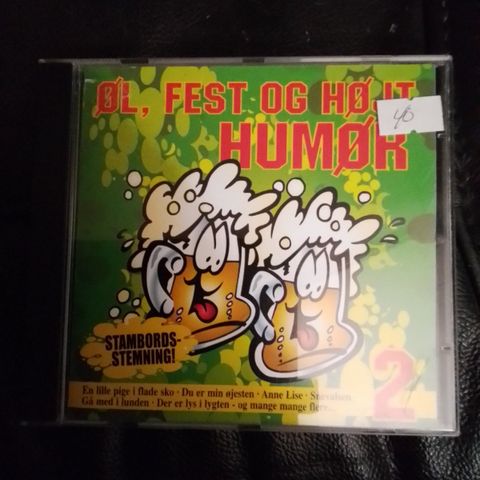 ØL, FEST OG HØJT
HUMØR
40
STAMBORDS-
STEMNING!
2
En lille pige i flade sko · Du er min øjesten · Anne Lise · Snevalsen
Gå med i lunden · Der er lys i lygten - og mange mange flere...